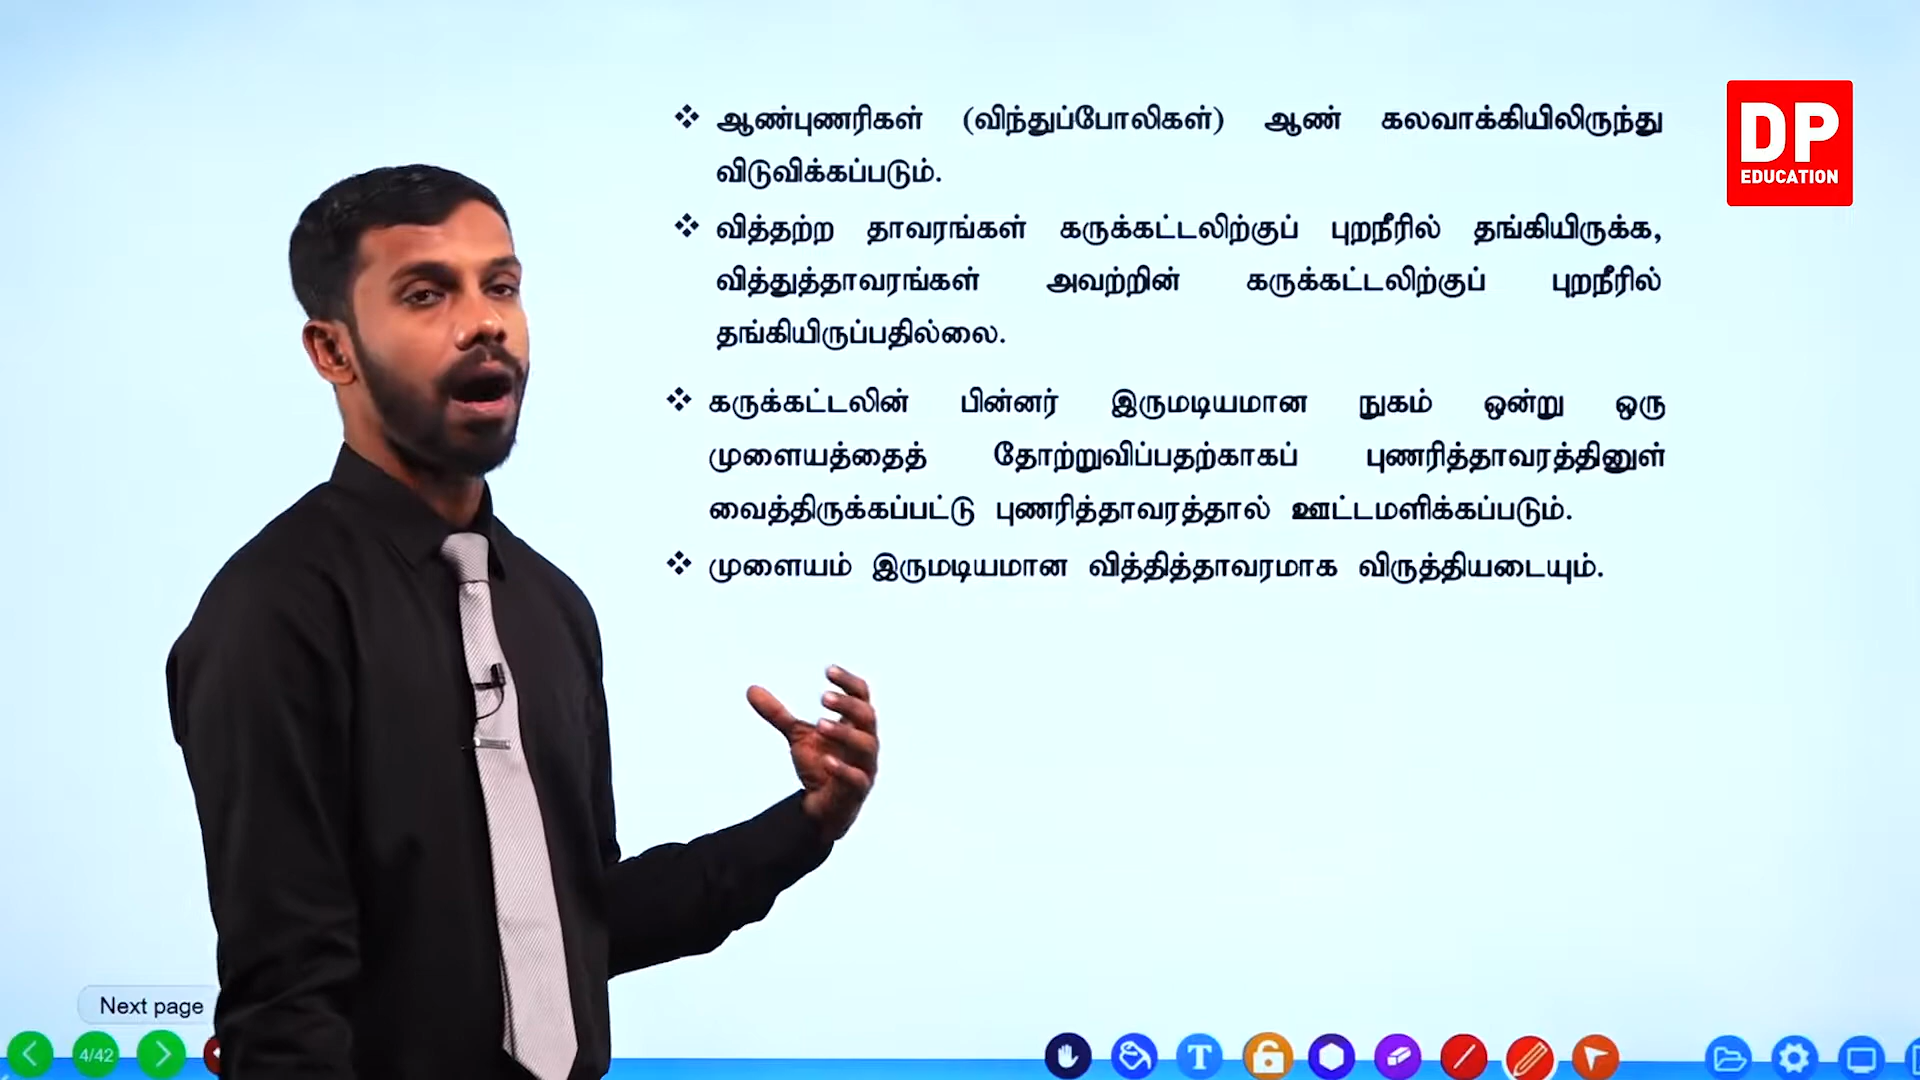 ❖ ஆண்புணரிகள் (விந்துப்போலிகள்) ஆண் கலவாக்கியிலிருந்து
விடுவிக்கப்படும்.
❖ வித்தற்ற தாவரங்கள் கருக்கட்டலிற்குப் புறநீரில் தங்கியிருக்க,
வித்துத்தாவரங்கள் அவற்றின் கருக்கட்டலிற்குப் புறநீரில்
தங்கியிருப்பதில்லை.
❖ கருக்கட்டலின் பின்னர் இருமடியமான நுகம் ஒன்று ஒரு
முளையத்தைத் தோற்றுவிப்பதற்காகப் புணரித்தாவரத்தினுள்
வைத்திருக்கப்பட்டு புணரித்தாவரத்தால் ஊட்டமளிக்கப்படும்.
❖ முளையம் இருமடியமான வித்தித்தாவரமாக விருத்தியடையும்.
DP
EDUCATION
Next page
4/42
T